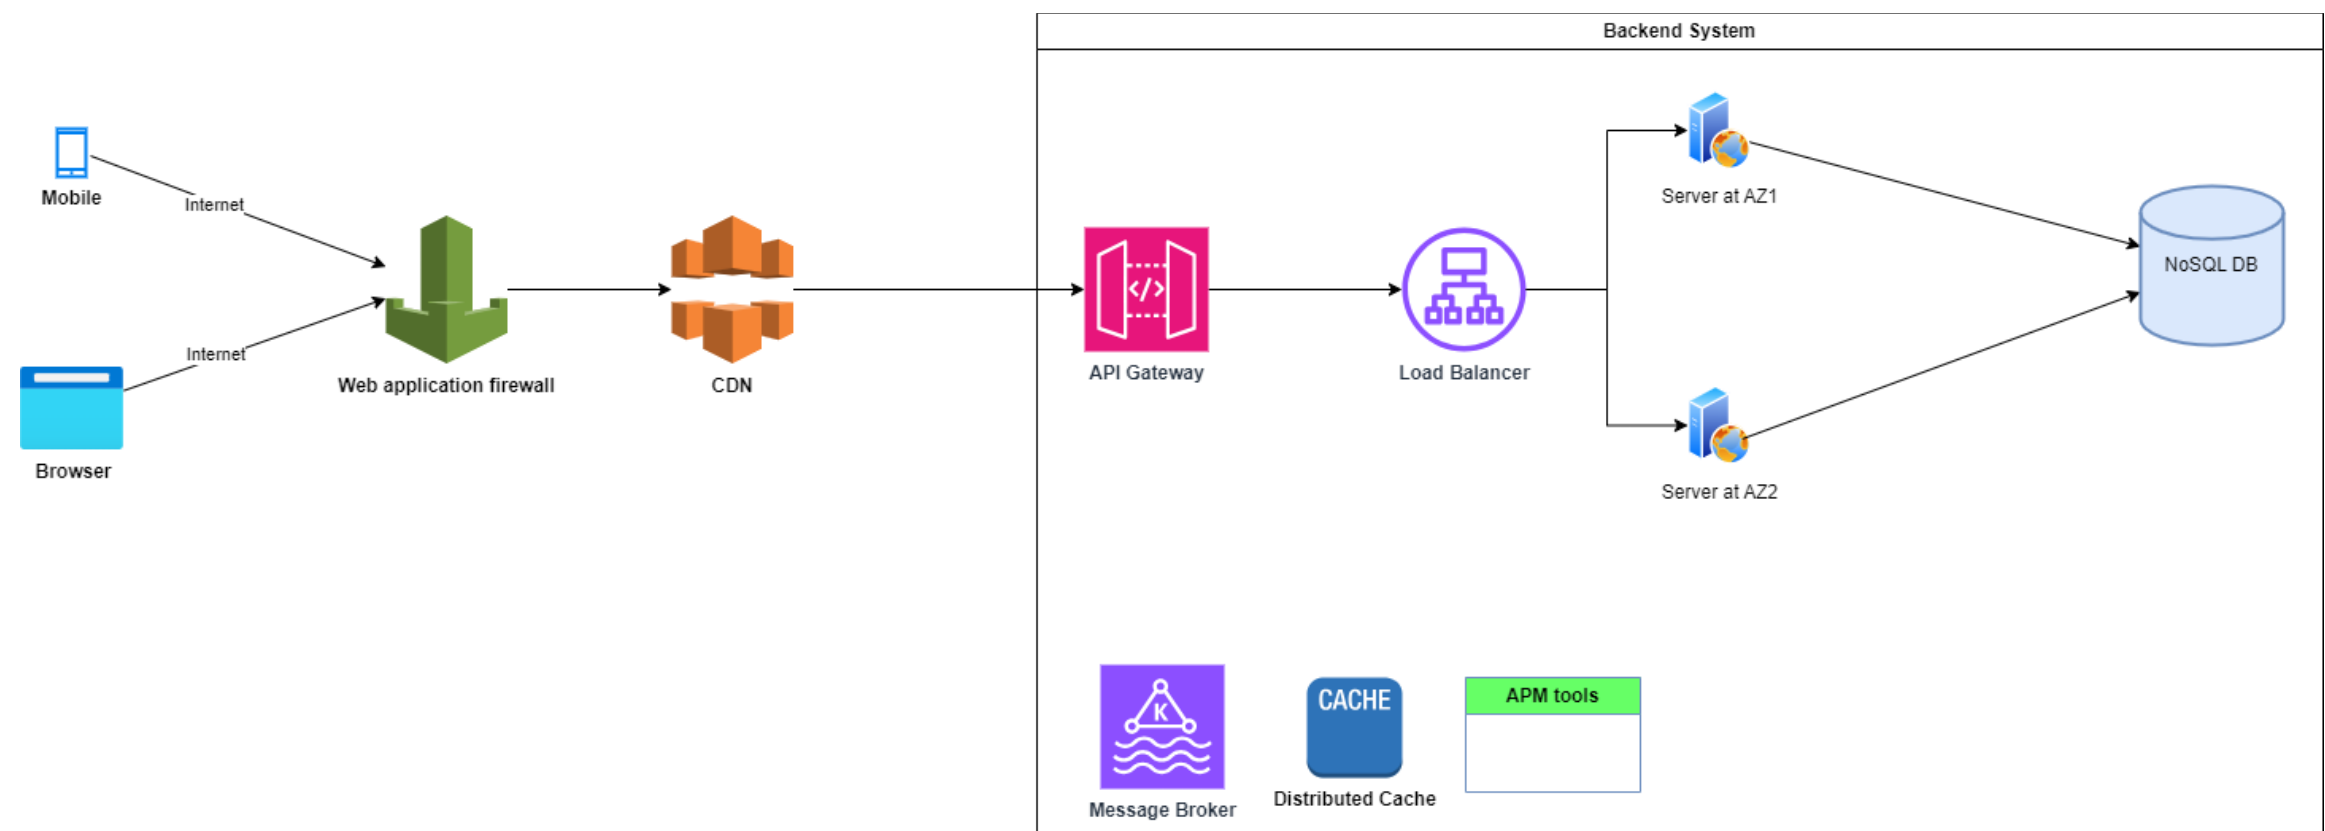 Backend System
Mobile
Internet
Internet
Browser
Web application firewall
CDN
</>
API Gateway
Load Balancer
Server at AZ1
Server at AZ2
NoSQL DB
K
Message Broker
CACHE
Distributed Cache
APM tools